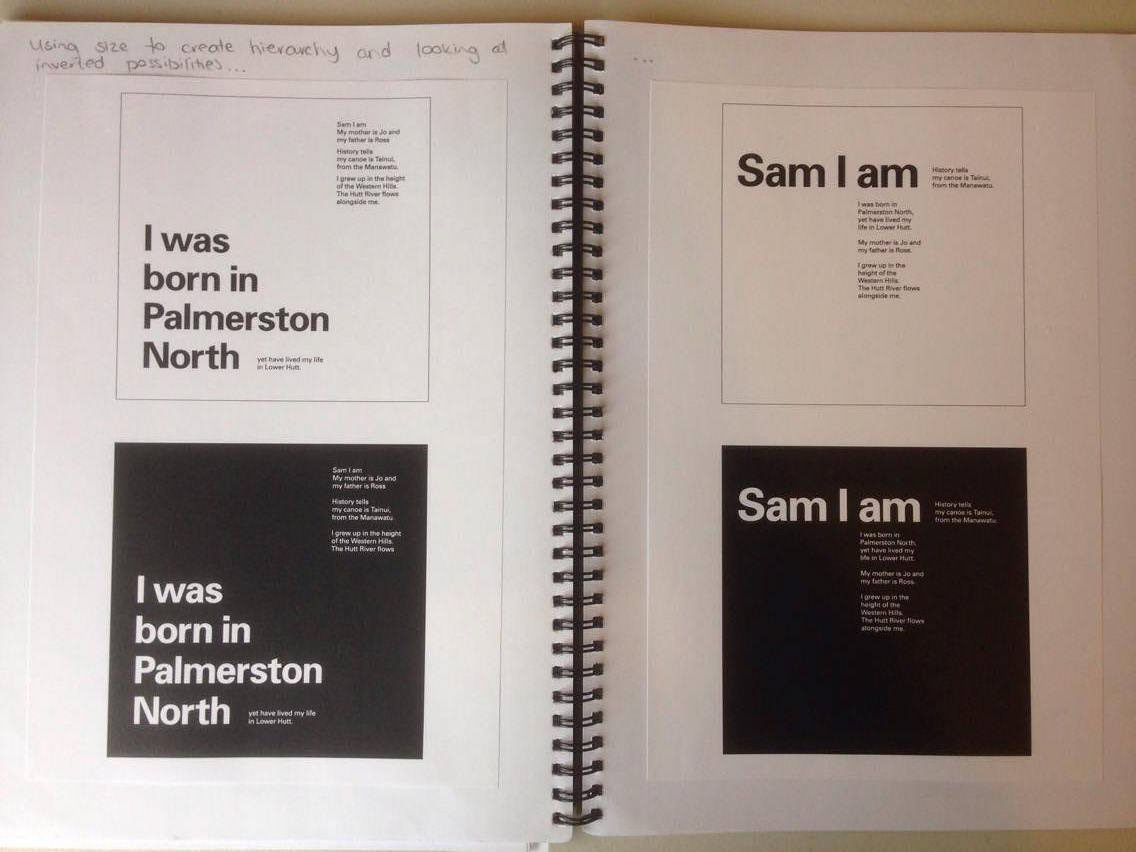 Using size to create hierarchy and looking at
inverted possibilities...
Sam I am
My mother is Jo and
my father is Ross
History tells
my canoe is Tainui,
from the Manawatu.
I grew up in the height
of the Western Hills.
The Hutt River flows
alongside me.
I was
born in
Palmerston
North
yet have lived my life
in Lower Hutt.
Sam I am
My mother is Jo and
my father is Ross
History tells
my canoe is Tainui,
from the Manawatu.
I grew up in the height
of the Western Hills.
The Hutt River flows
I was
born in
Palmerston
North
yet have lived my life
in Lower Hutt.
...
Sam I am
History tells
my canoe is Tainui,
from the Manawatu.
I was born in
Palmerston North,
yet have lived my
life in Lower Hutt.
My mother is Jo and
my father is Ross.
I grew up in the
height of the
Western Hills.
The Hutt River flows
alongside me.
Sam I am
History tells
my canoe is Tainui,
from the Manawatu.
I was born in
Palmerston North,
yet have lived my
life in Lower Hutt.
My mother is Jo and
my father is Ross.
I grew up in the
height of the
Western Hills.
The Hutt River flows
alongside me.